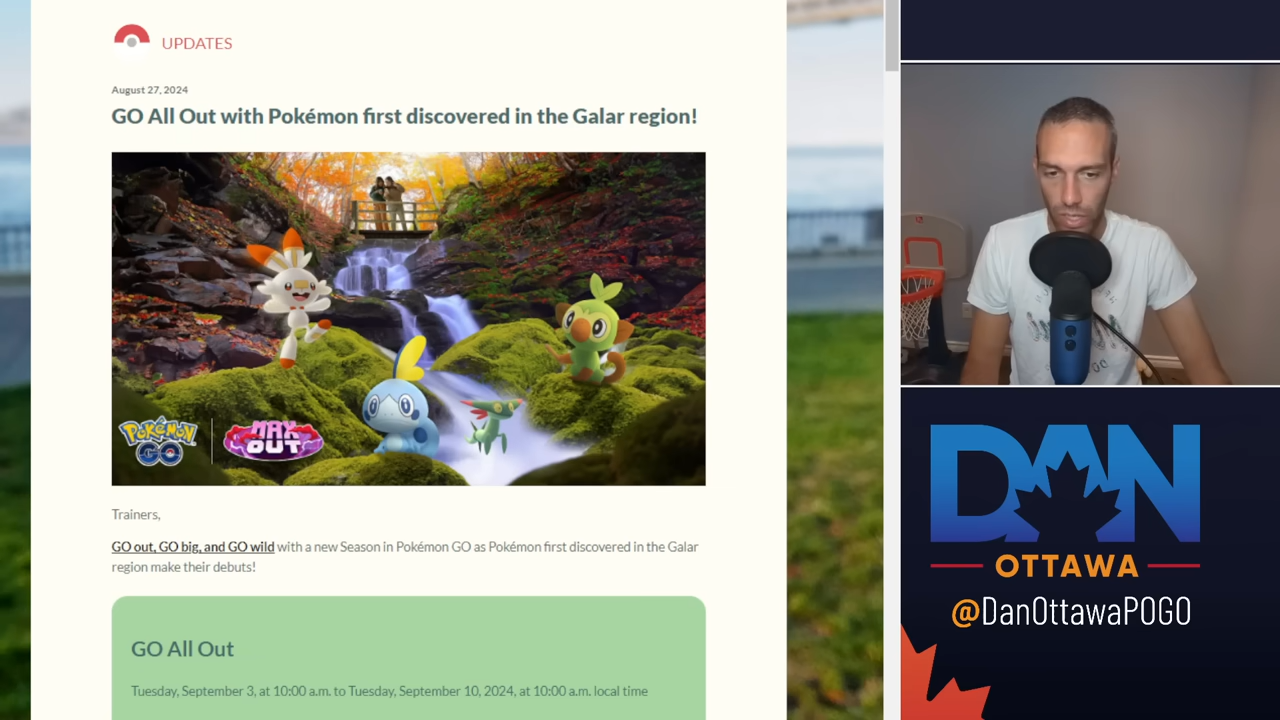 UPDATES
August 27, 2024
GO All Out with Pokémon first discovered in the Galar region!
POKÉMON
GO
MAX
OUT
Trainers,
GO out, GO big, and GO wild with a new Season in Pokémon GO as Pokémon first discovered in the Galar
region make their debuts!
GO All Out
Tuesday, September 3, at 10:00 a.m. to Tuesday, September 10, 2024, at 10:00 a.m. local time
DAN
OTTAWA
@DanOttawaPOGO